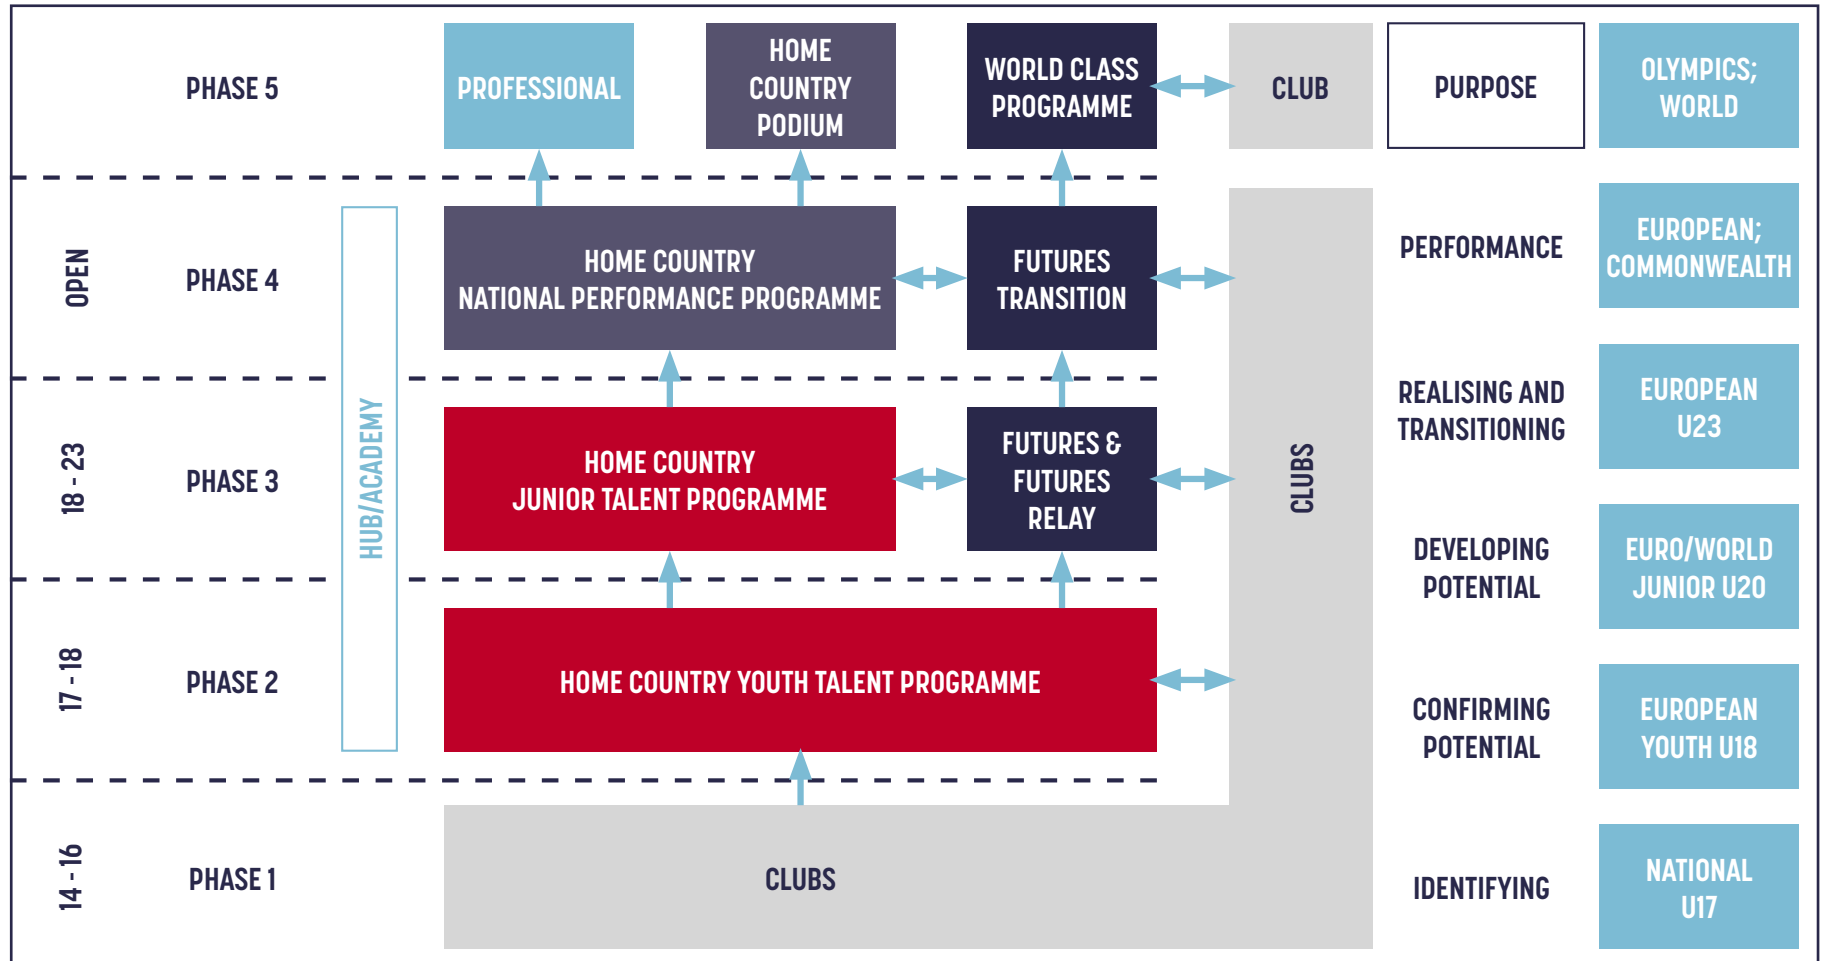 PHASE 5
PROFESSIONAL
HOME
COUNTRY
PODIUM
WORLD CLASS
PROGRAMME
CLUB
PURPOSE
OLYMPICS;
WORLD
OPEN
PHASE 4
HOME COUNTRY
NATIONAL PERFORMANCE PROGRAMME
FUTURES
TRANSITION
PERFORMANCE
EUROPEAN;
COMMONWEALTH
HUB/ACADEMY
18 - 23
PHASE 3
HOME COUNTRY
JUNIOR TALENT PROGRAMME
FUTURES &
FUTURES
RELAY
CLUBS
REALISING AND
TRANSITIONING
EUROPEAN
U23
DEVELOPING
POTENTIAL
EURO/WORLD
JUNIOR U20
17 - 18
PHASE 2
HOME COUNTRY YOUTH TALENT PROGRAMME
CONFIRMING
POTENTIAL
EUROPEAN
YOUTH U18
14 - 16
PHASE 1
CLUBS
IDENTIFYING
NATIONAL
U17